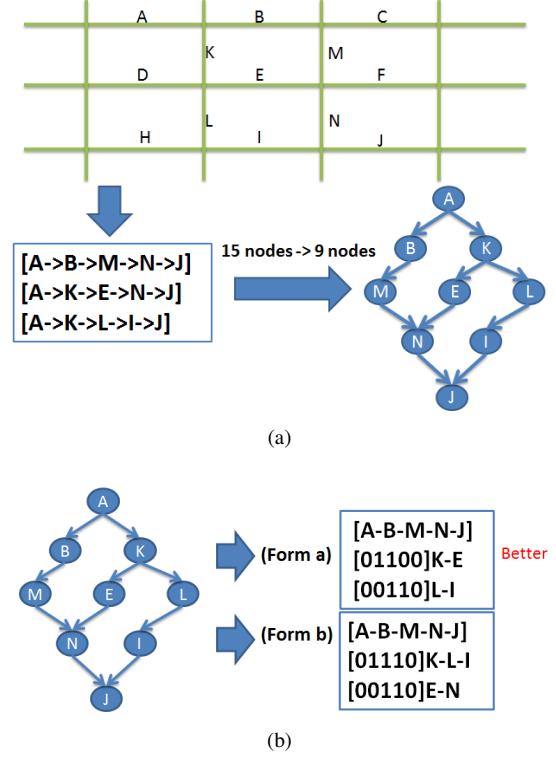 A B C
K M
D E F
L N
H I J
[A->B->M->N->J]
[A->K->E->N->J]
[A->K->L->I->J]
15 nodes -> 9 nodes
A
B K
M E L
N I
J
(a)
A
B K
M E L
N I
J
(Form a)
[A-B-M-N-J]
[01100]K-E
[00110]L-I
Better
(Form b)
[A-B-M-N-J]
[01110]K-L-I
[00110]E-N
(b)